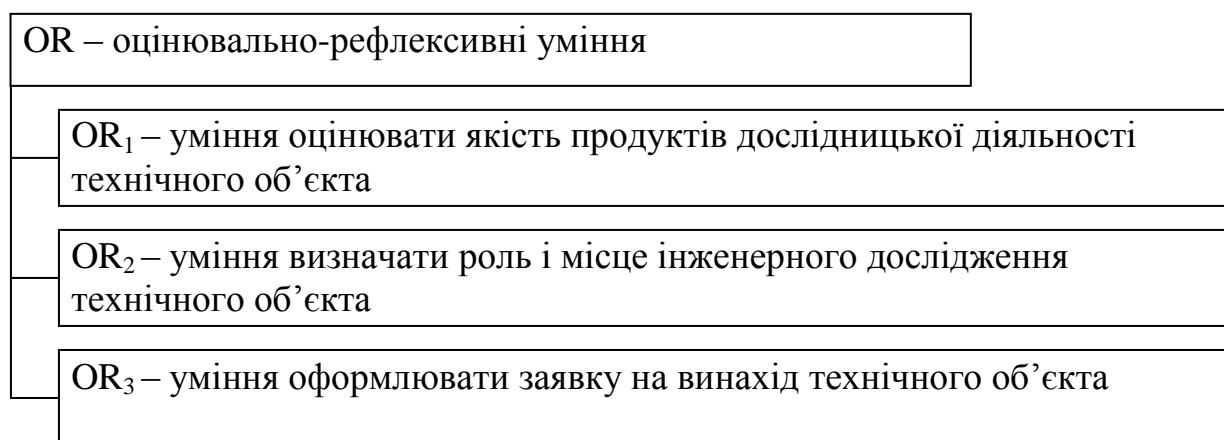 OR – оцінювально-рефлексивні уміння
OR₁ – уміння оцінювати якість продуктів дослідницької діяльності
технічного об’єкта
OR₂ – уміння визначати роль і місце інженерного дослідження
технічного об’єкта
OR₃ – уміння оформлювати заявку на винахід технічного об’єкта